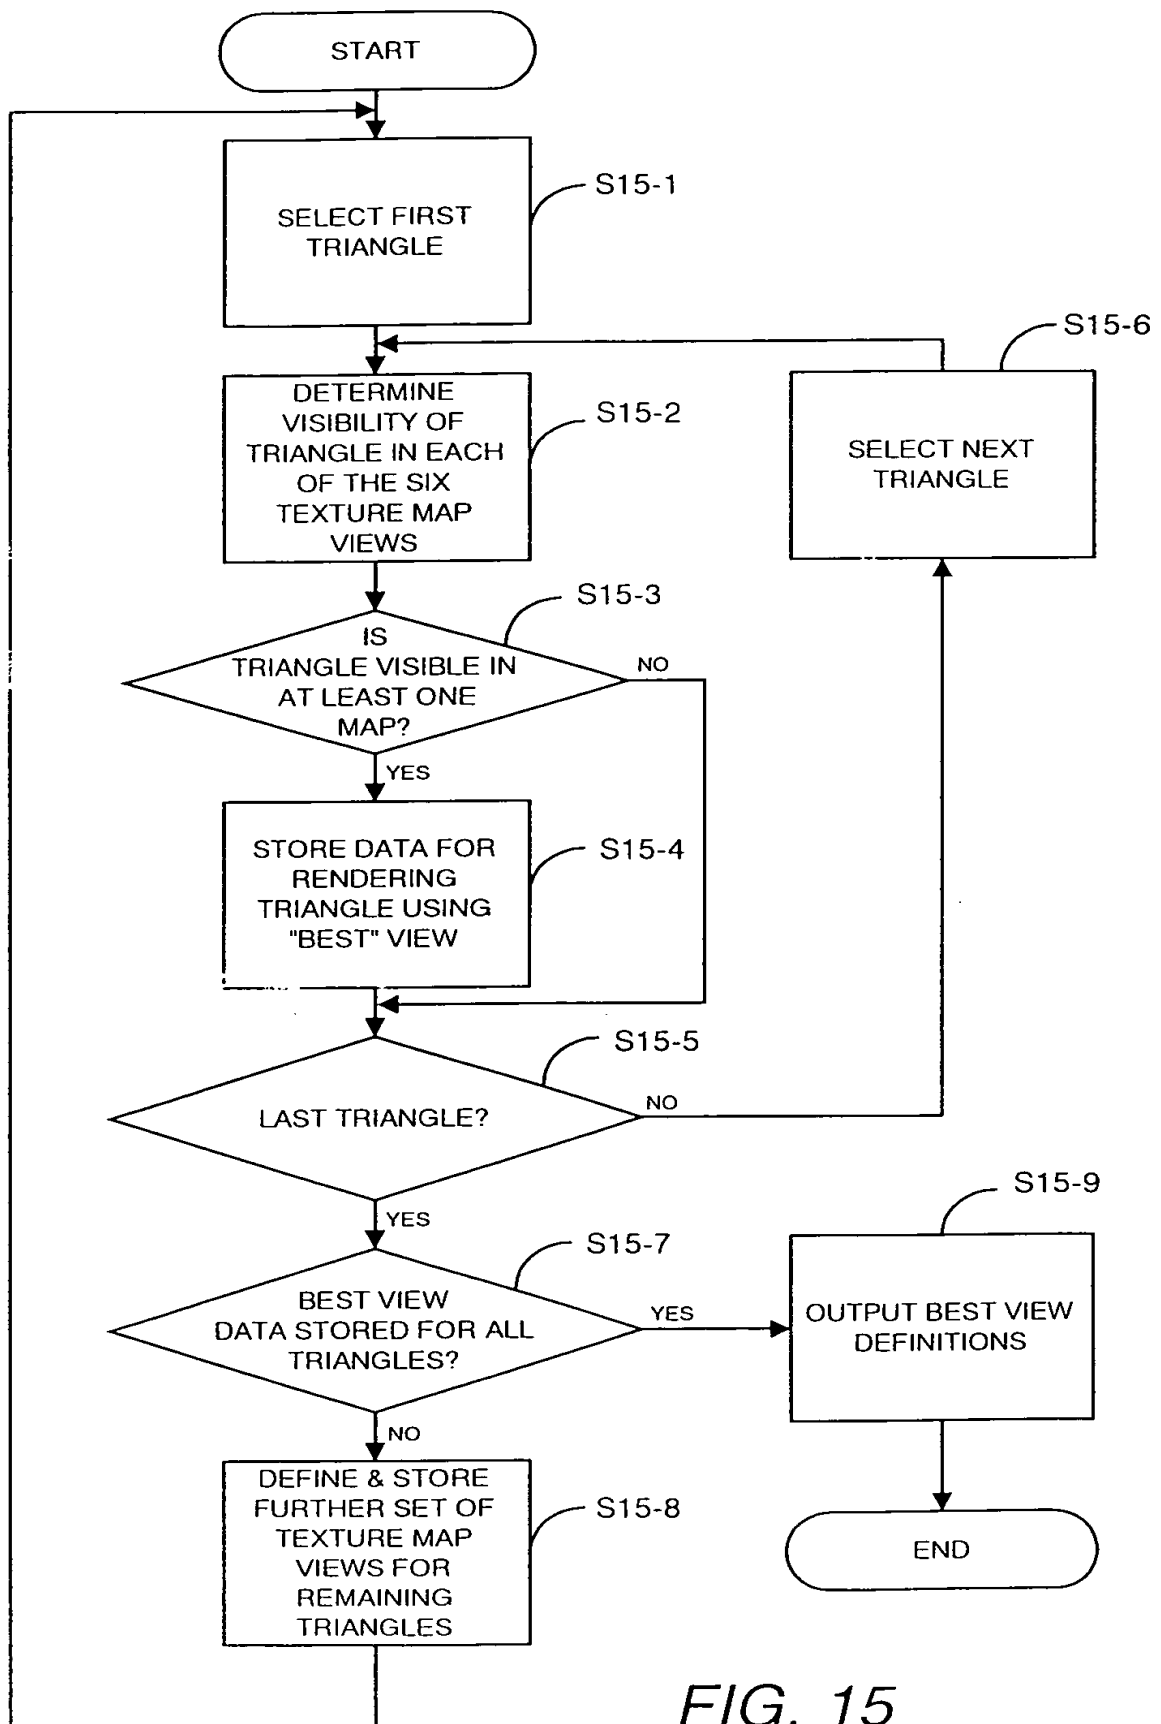 START
S15-1
SELECT FIRST
TRIANGLE
S15-6
SELECT NEXT
TRIANGLE
S15-2
DETERMINE
VISIBILITY OF
TRIANGLE IN EACH
OF THE SIX
TEXTURE MAP
VIEWS
S15-3
IS
TRIANGLE VISIBLE IN
AT LEAST ONE
MAP?
NO
YES
S15-4
STORE DATA FOR
RENDERING
TRIANGLE USING
"BEST" VIEW
S15-5
LAST TRIANGLE?
NO
YES
S15-7
BEST VIEW
DATA STORED FOR ALL
TRIANGLES?
YES
S15-9
OUTPUT BEST VIEW
DEFINITIONS
NO
S15-8
DEFINE & STORE
FURTHER SET OF
TEXTURE MAP
VIEWS FOR
REMAINING
TRIANGLES
END
FIG. 15